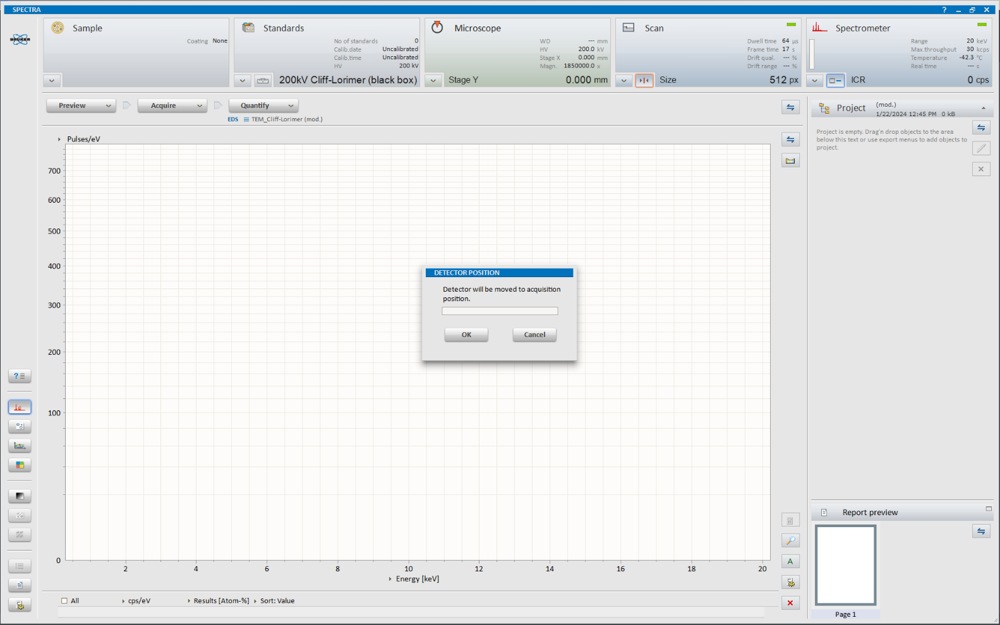 SPECTRA
?
BRUKER
Sample
Coating None
Standards
No of standards 0
Calib.date Uncalibrated
Calib.time Uncalibrated
HV 200 kV
200kV Cliff-Lorimer (black box)
Microscope
WD --- mm
HV 200.0 kV
Stage X 0.000 mm
Magn. 1850000.0 x
Stage Y 0.000 mm
Scan
Dwell time 64 µs
Frame time 17 s
Drift qual. --- %
Drift range --- %
Size 512 px
Spectrometer
Range 20 keV
Max.throughput 30 kcps
Temperature -42.3 °C
Real time --- s
ICR 0 cps
Preview
Acquire
Quantify
EDS TEM_Cliff-Lorimer (mod.)
Project
(mod.)
1/22/2024 12:45 PM 0 kB
Project is empty. Drag'n drop objects to the area
below this text or use export menus to add objects to
project.
Pulses/eV
700
600
500
400
300
200
100
0
2 4 6 8 10 12 14 16 18 20
Energy [keV]
DETECTOR POSITION
Detector will be moved to acquisition
position.
OK Cancel
?
A
All cps/eV Results [Atom-%] Sort: Value
Report preview
Page 1